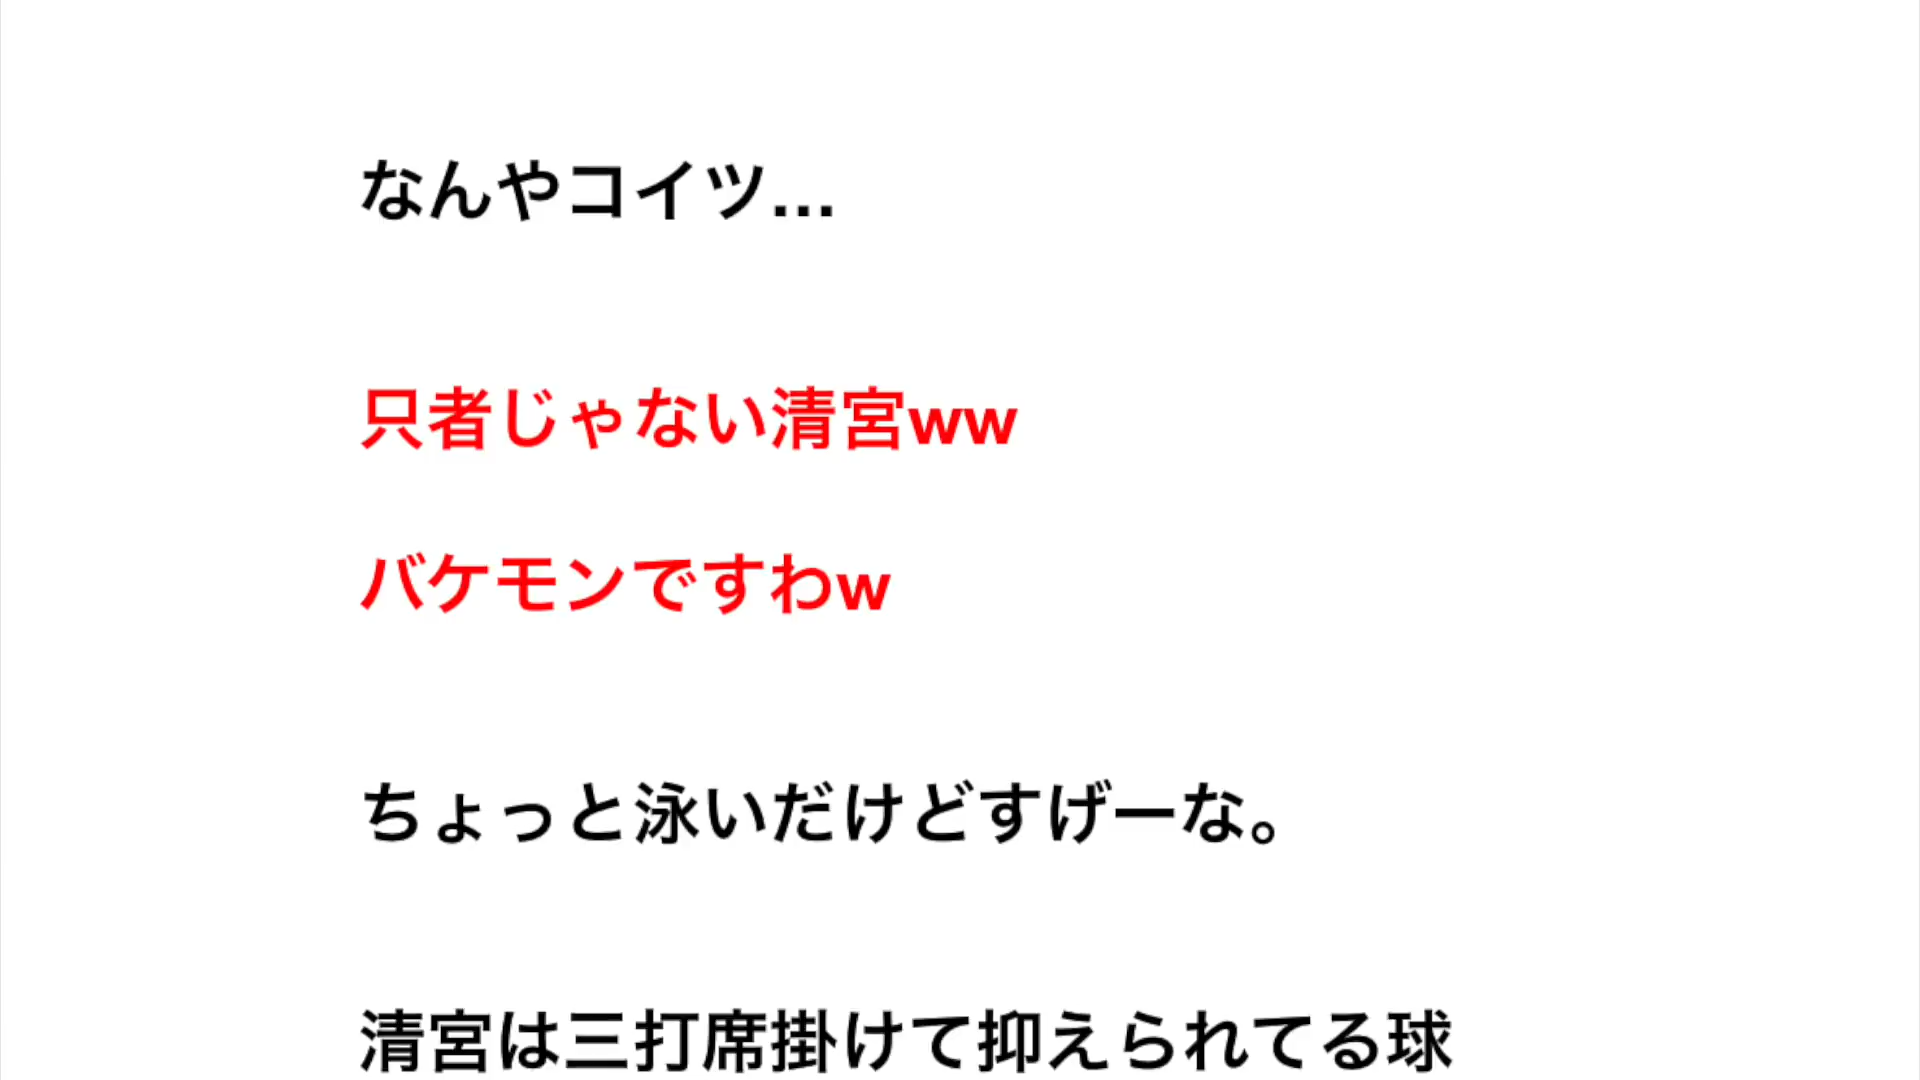 なんやコイツ...
只者じゃない清宮ww
バケモンですわw
ちょっと泳いだけどすげーな。
清宮は三打席掛けて抑えられてる球